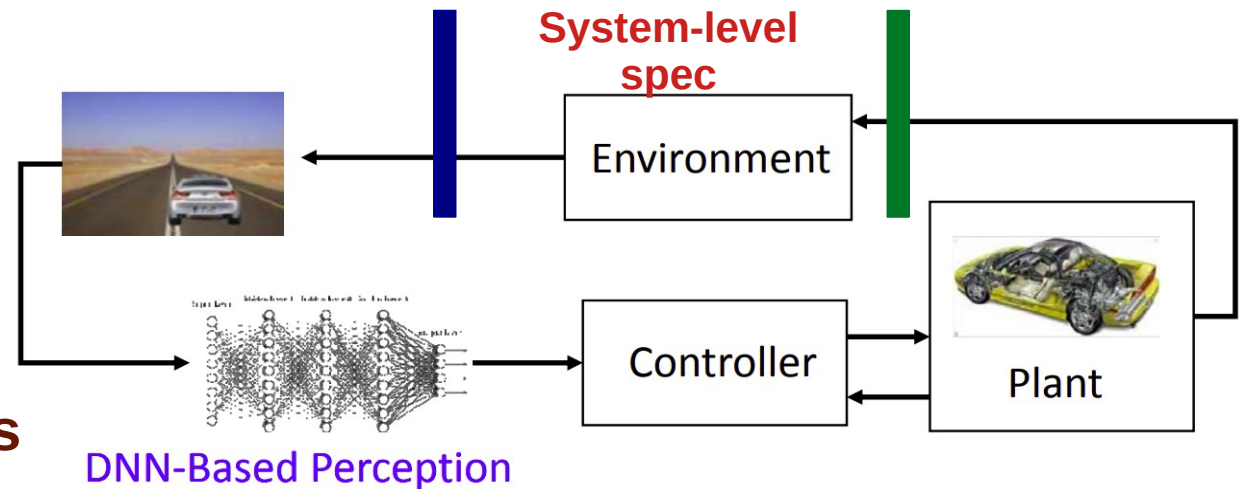 System-level
spec
Environment
Controller
Plant
s
DNN-Based Perception